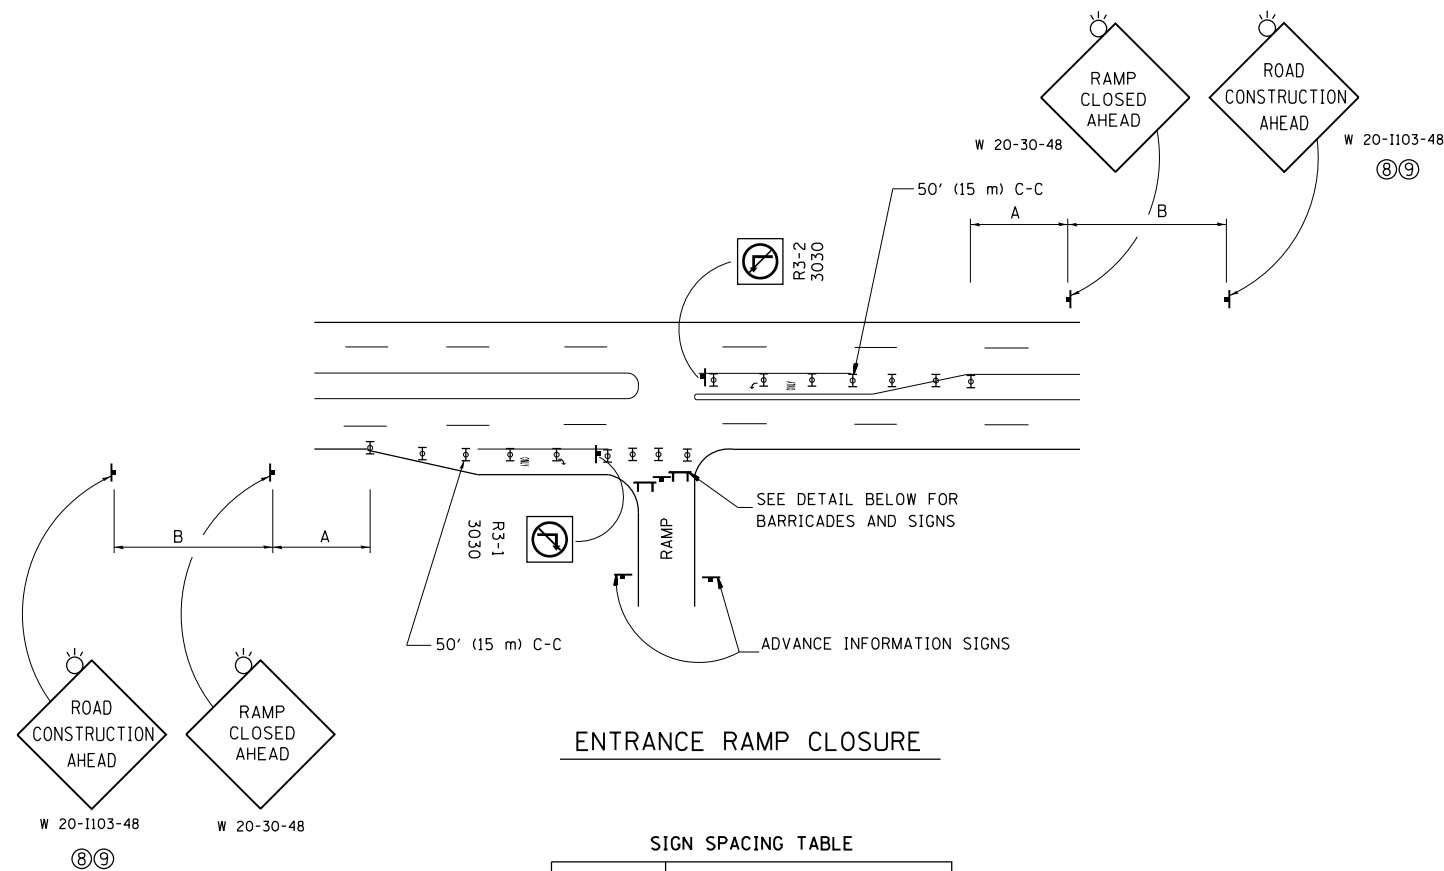 RAMP
CLOSED
AHEAD
W 20-30-48
ROAD
CONSTRUCTION
AHEAD
W 20-I103-48
⑧⑨
50' (15 m) C-C
A
B
R3-2
3030
ONLY
ONLY
B
A
R3-1
3030
RAMP
SEE DETAIL BELOW FOR
BARRICADES AND SIGNS
50' (15 m) C-C
ADVANCE INFORMATION SIGNS
ROAD
CONSTRUCTION
AHEAD
W 20-I103-48
⑧⑨
RAMP
CLOSED
AHEAD
W 20-30-48
ENTRANCE RAMP CLOSURE
SIGN SPACING TABLE